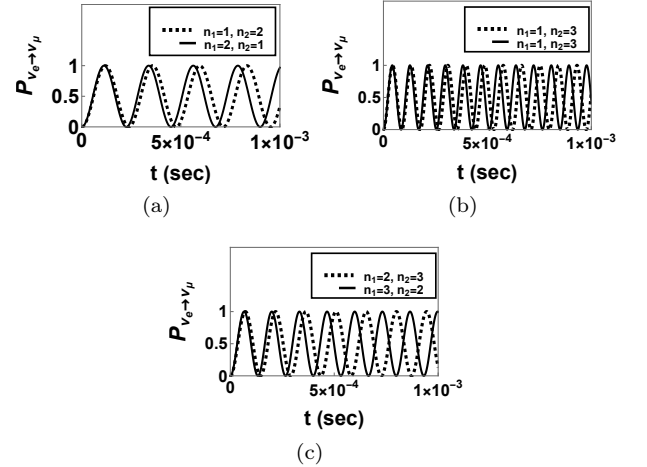 n₁=1, n₂=2
n₁=2, n₂=1
P_{νₑ→ν_μ}
1
0.5
0
0 5×10⁻⁴ 1×10⁻³
t (sec)
(a)
n₁=1, n₂=3
n₁=1, n₂=3
P_{νₑ→ν_μ}
1
0.5
0
0 5×10⁻⁴ 1×10⁻³
t (sec)
(b)
n₁=2, n₂=3
n₁=3, n₂=2
P_{νₑ→ν_μ}
1
0.5
0
0 5×10⁻⁴ 1×10⁻³
t (sec)
(c)